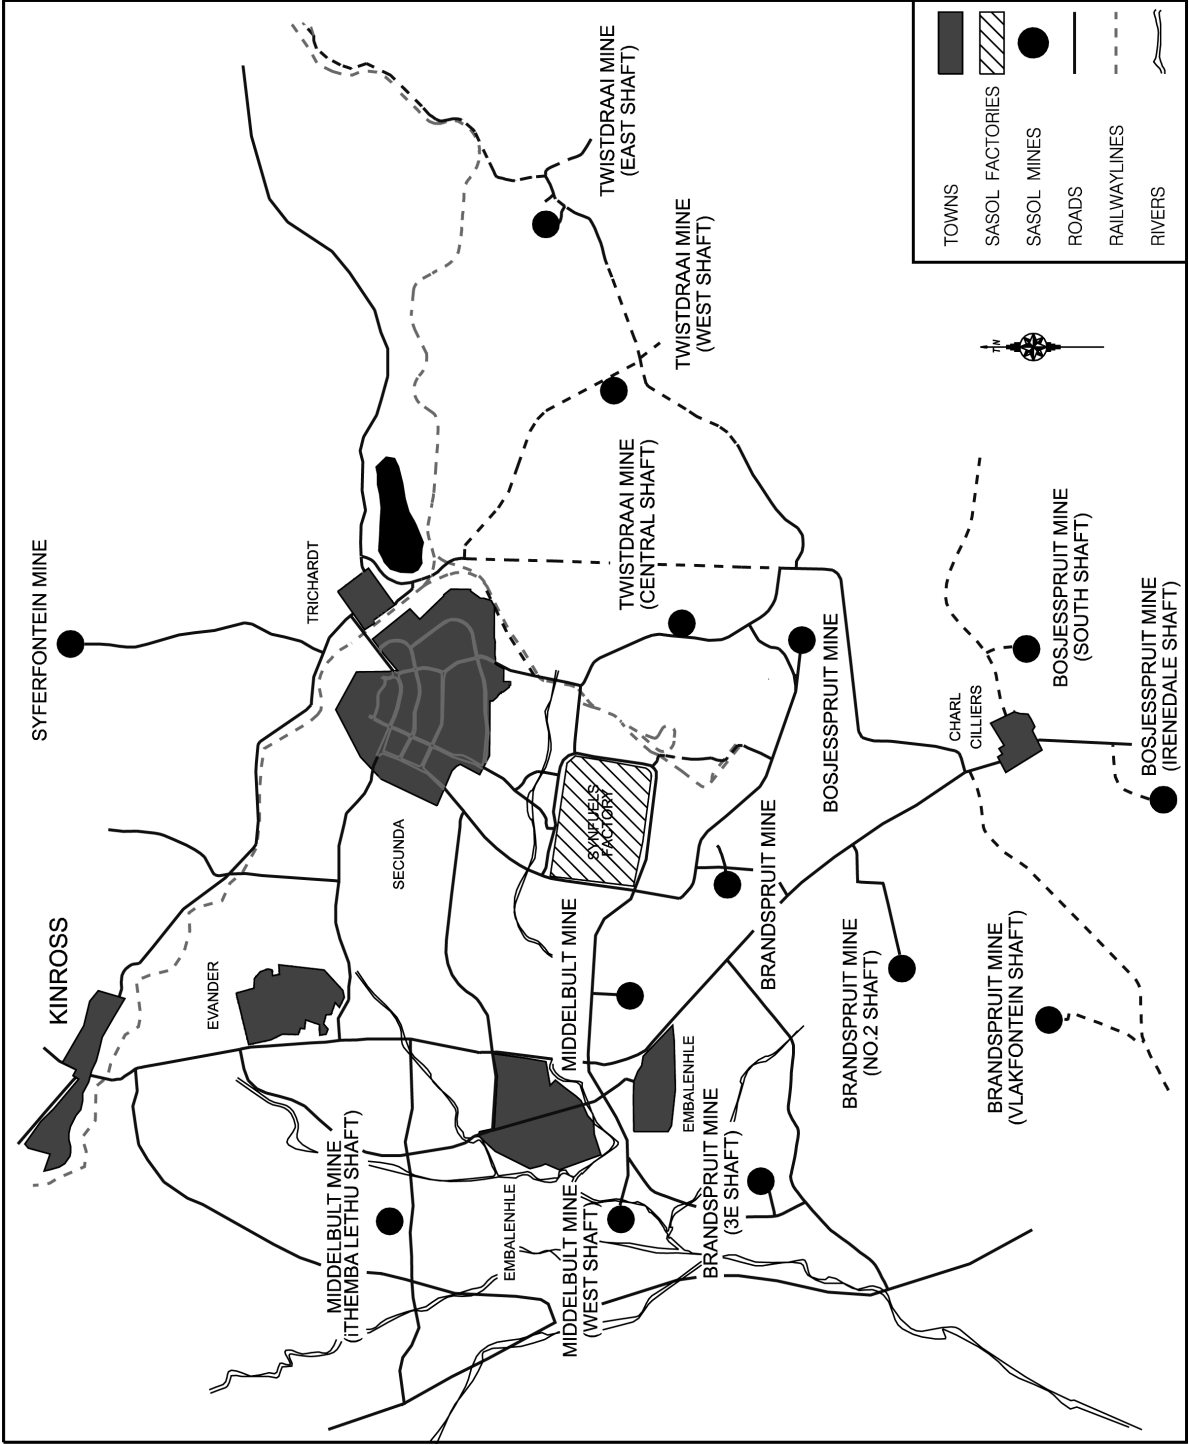 SYFERFONTEIN MINE
TRICHARDT
KINROSS
EVANDER
SECUNDA
SYNFUELS
FACTORY
TWISTDRAAI MINE
(EAST SHAFT)
TWISTDRAAI MINE
(WEST SHAFT)
TWISTDRAAI MINE
(CENTRAL SHAFT)
BOSJESSPRUIT MINE
BOSJESSPRUIT MINE
(SOUTH SHAFT)
BOSJESSPRUIT MINE
(IRENEDALE SHAFT)
CHARL
CILLIERS
BRANDSPRUIT MINE
BRANDSPRUIT MINE
(NO.2 SHAFT)
BRANDSPRUIT MINE
(VLAKFONTEIN SHAFT)
BRANDSPRUIT MINE
(3E SHAFT)
MIDDELBULT MINE
EMBALENHLE
MIDDELBULT MINE
(iTHEMBA LETHU SHAFT)
EMBALENHLE
MIDDELBULT MINE
(WEST SHAFT)
TN
TOWNS
SASOL FACTORIES
SASOL MINES
ROADS
RAILWAYLINES
RIVERS